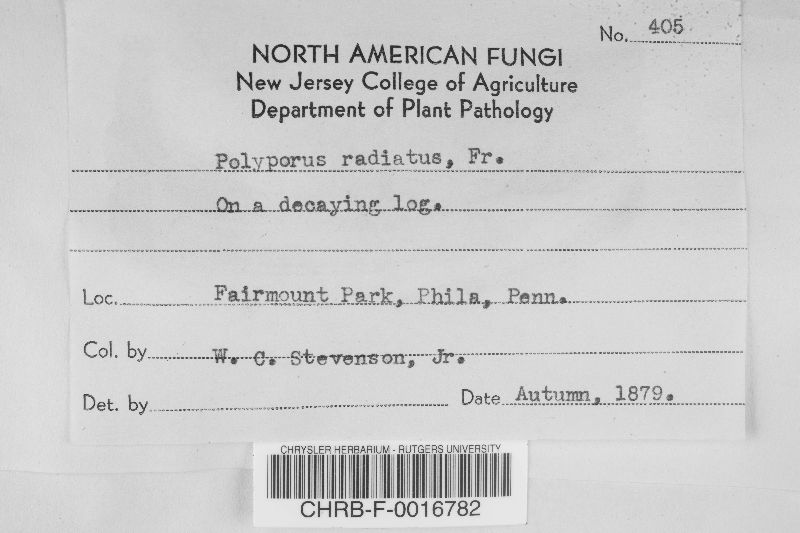 No. 405
NORTH AMERICAN FUNGI
New Jersey College of Agriculture
Department of Plant Pathology
Polyporus radiatus, Fr.
On a decaying log.
Loc. Fairmount Park, Phila, Penn.
Col. by W. C. Stevenson, Jr.
Det. by Date Autumn, 1879.
CHRYSLER HERBARIUM - RUTGERS UNIVERSITY
CHRB-F-0016782